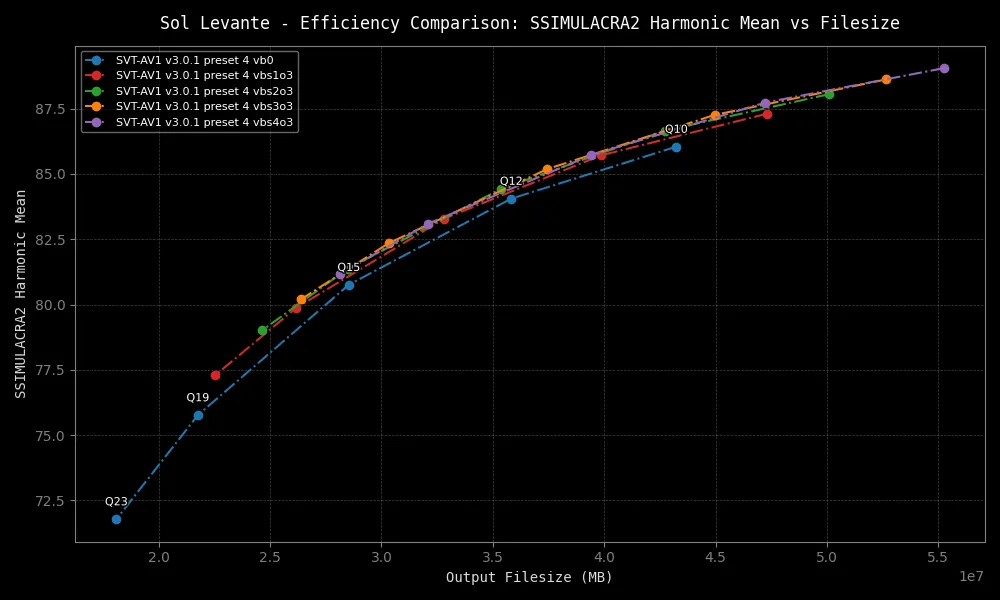 Sol Levante - Efficiency Comparison: SSIMULACRA2 Harmonic Mean vs Filesize
SVT-AV1 v3.0.1 preset 4 vb0
SVT-AV1 v3.0.1 preset 4 vbs1o3
SVT-AV1 v3.0.1 preset 4 vbs2o3
SVT-AV1 v3.0.1 preset 4 vbs3o3
SVT-AV1 v3.0.1 preset 4 vbs4o3
SSIMULACRA2 Harmonic Mean
87.5
85.0
82.5
80.0
77.5
75.0
72.5
Q10
Q12
Q15
Q19
Q23
2.0 2.5 3.0 3.5 4.0 4.5 5.0 5.5
1e7
Output Filesize (MB)